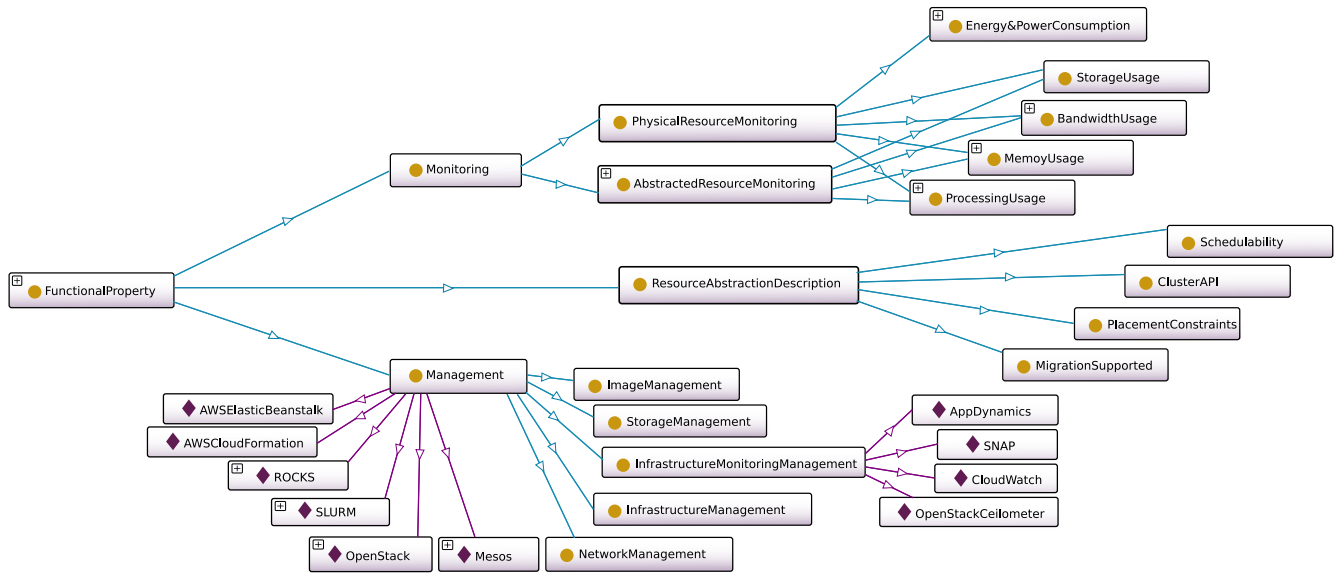 Energy&PowerConsumption
StorageUsage
PhysicalResourceMonitoring
BandwidthUsage
Monitoring
MemoyUsage
AbstractedResourceMonitoring
ProcessingUsage
Schedulability
FunctionalProperty
ResourceAbstractionDescription
ClusterAPI
PlacementConstraints
MigrationSupported
Management
ImageManagement
AWSElasticBeanstalk
StorageManagement
AppDynamics
AWSCloudFormation
SNAP
ROCKS
InfrastructureMonitoringManagement
CloudWatch
SLURM
InfrastructureManagement
OpenStackCeilometer
OpenStack
Mesos
NetworkManagement